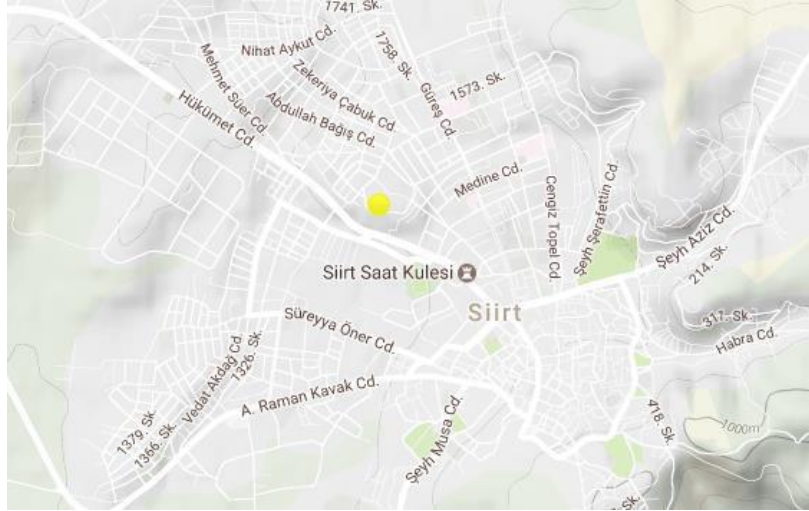 1741. Sk.
Nihat Aykut Cd.
1758. Sk.
Mehmet Suer Cd.
Zekeriya Çabuk Cd.
Güreş Cd.
1573. Sk.
Hükümet Cd.
Abdullah Bağış Cd.
Medine Cd.
Cengiz Topel Cd.
Şeyh Şerafettin Cd.
Şeyh Aziz Cd.
214. Sk.
Siirt Saat Kulesi
Siirt
317. Sk.
Habra Cd.
Süreyya Öner Cd.
1326. Sk.
Vedat Akdağ Cd.
A. Raman Kavak Cd.
1379. Sk.
1366. Sk.
Şeyh Musa Cd.
418. Sk.
1000m
Sk.